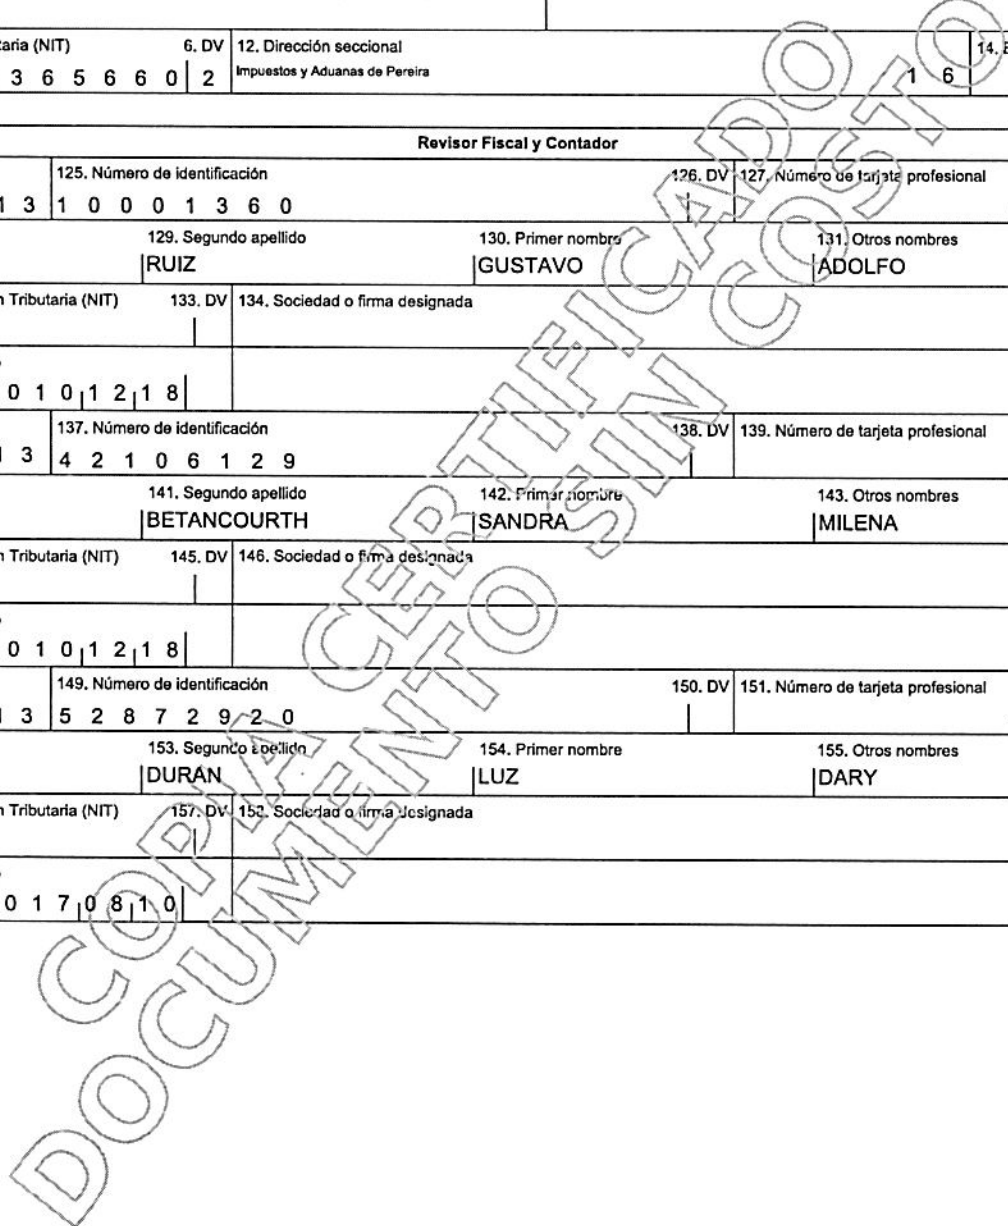 taria (NIT) 6. DV 12. Dirección seccional 14. B
3 6 5 6 6 0 2 Impuestos y Aduanas de Pereira 1 6
Revisor Fiscal y Contador
125. Número de identificación 126. DV 127. Número de tarjeta profesional
1 3 1 0 0 0 1 3 6 0
129. Segundo apellido 130. Primer nombre 131. Otros nombres
RUIZ GUSTAVO ADOLFO
n Tributaria (NIT) 133. DV 134. Sociedad o firma designada
0 1 0 1 2 1 8
137. Número de identificación 138. DV 139. Número de tarjeta profesional
1 3 4 2 1 0 6 1 2 9
141. Segundo apellido 142. Primer nombre 143. Otros nombres
BETANCOURTH SANDRA MILENA
n Tributaria (NIT) 145. DV 146. Sociedad o firma designada
0 1 0 1 2 1 8
149. Número de identificación 150. DV 151. Número de tarjeta profesional
1 3 5 2 8 7 2 9 2 0
153. Segundo apellido 154. Primer nombre 155. Otros nombres
DURAN LUZ DARY
n Tributaria (NIT) 157. DV 158. Sociedad o firma designada
0 1 7 0 8 1 0
COPIA CERTIFICADO
DOCUMENTO SIN COSTO